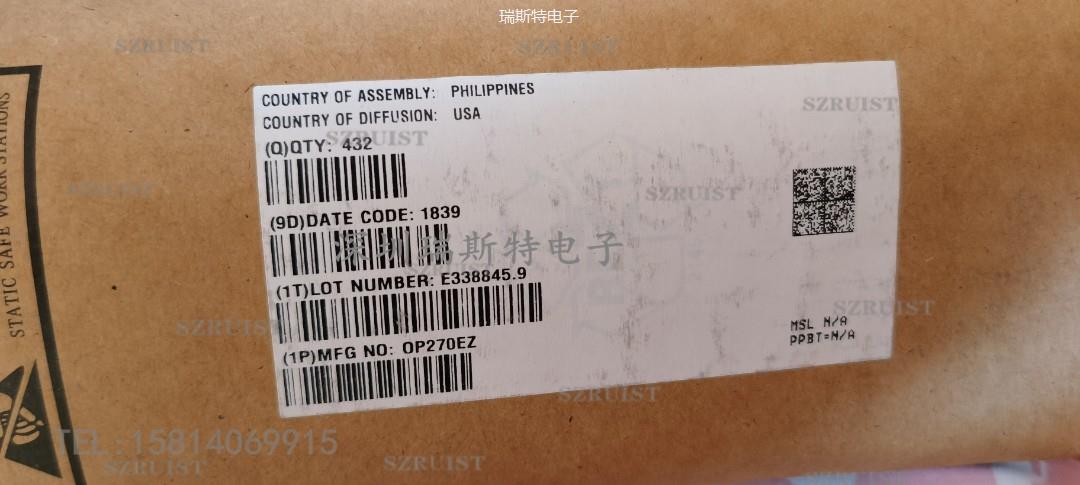 瑞斯特电子
SZRUIST
SZRUIST
COUNTRY OF ASSEMBLY: PHILIPPINES
COUNTRY OF DIFFUSION: USA
SZRUIST
SZRUIST
(Q)QTY: 432
SZRUIST
SZRUIST
(9D)DATE CODE: 1839
深圳瑞斯特电子
SZRUIST
(1T)LOT NUMBER: E338845.9
SZRUIST
SZRUIST
MSL N/A
PPBT=N/A
(1P)MFG NO: OP270EZ
SZRUIST
STATIC SAFE WORK STATIONS
TEL:15814069915
SZRUIST
SZRUIST